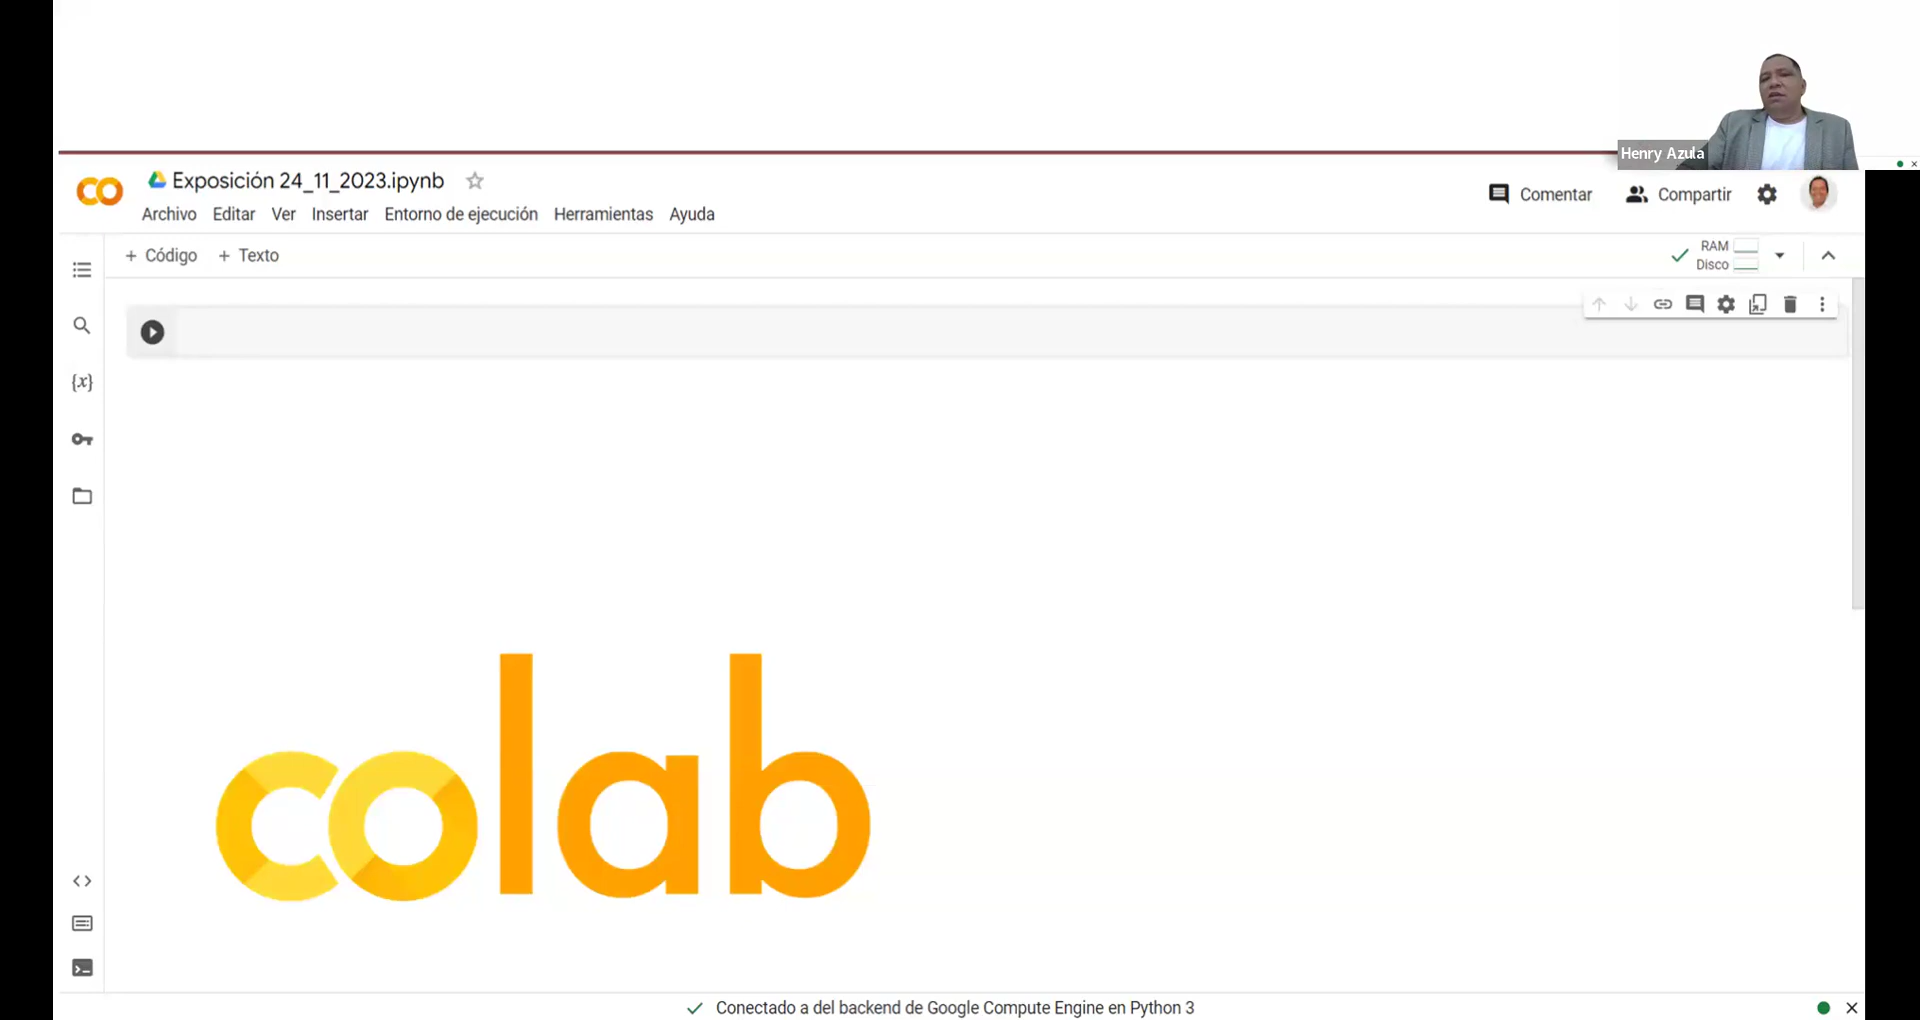 Henry Azula
Exposición 24_11_2023.ipynb
Archivo Editar Ver Insertar Entorno de ejecución Herramientas Ayuda
Comentar Compartir
+ Código + Texto
RAM
Disco
{x}
colab
Conectado a del backend de Google Compute Engine en Python 3